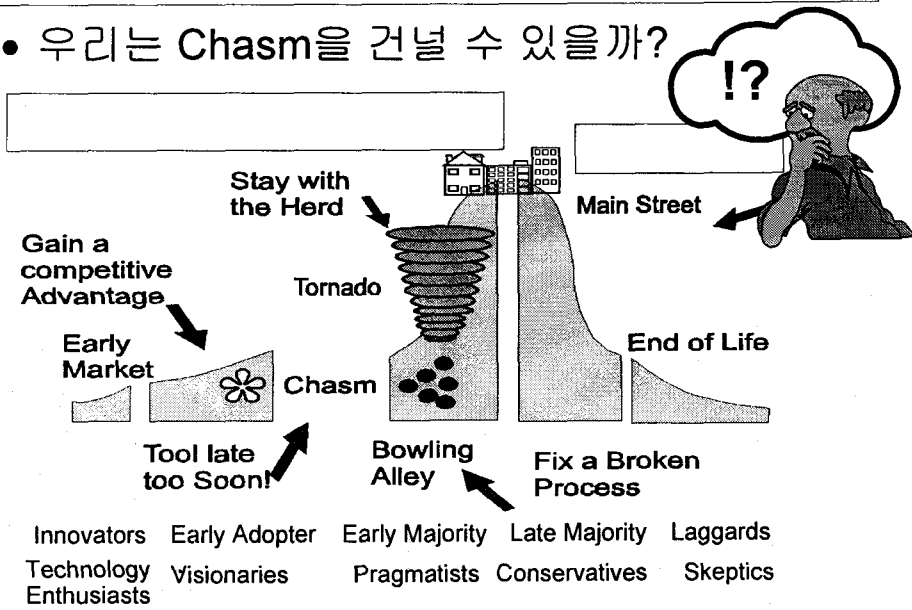 • 우리는 Chasm을 건널 수 있을까?
!?
Stay with
the Herd
Main Street
Gain a
competitive
Advantage
Tornado
Early
Market
End of Life
Chasm
Tool late
too Soon!
Bowling
Alley
Fix a Broken
Process
Innovators Early Adopter Early Majority Late Majority Laggards
Technology
Enthusiasts
Visionaries Pragmatists Conservatives Skeptics